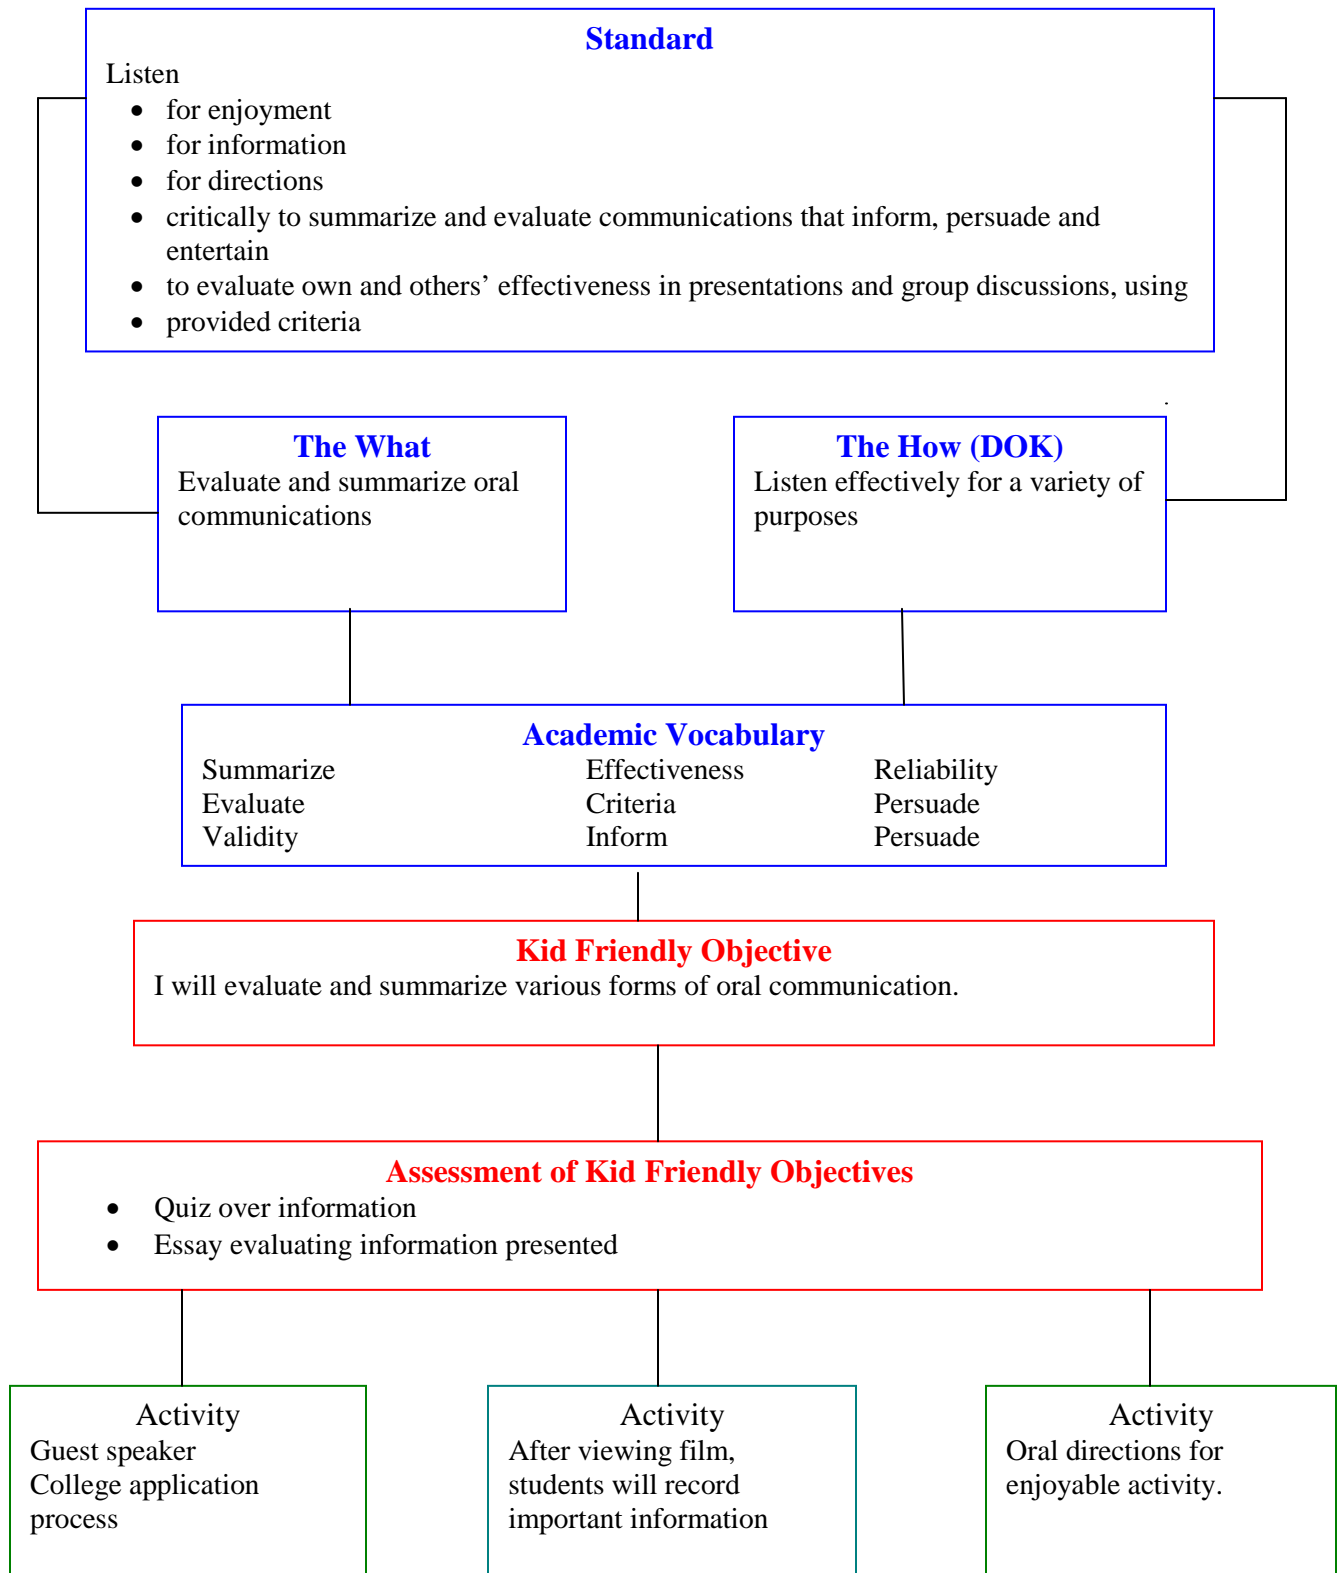 Standard
Listen
• for enjoyment
• for information
• for directions
• critically to summarize and evaluate communications that inform, persuade and
entertain
• to evaluate own and others’ effectiveness in presentations and group discussions, using
• provided criteria
The What
Evaluate and summarize oral
communications
The How (DOK)
Listen effectively for a variety of
purposes
Academic Vocabulary
Summarize Effectiveness Reliability
Evaluate Criteria Persuade
Validity Inform Persuade
Kid Friendly Objective
I will evaluate and summarize various forms of oral communication.
Assessment of Kid Friendly Objectives
• Quiz over information
• Essay evaluating information presented
Activity
Guest speaker
College application
process
Activity
After viewing film,
students will record
important information
Activity
Oral directions for
enjoyable activity.